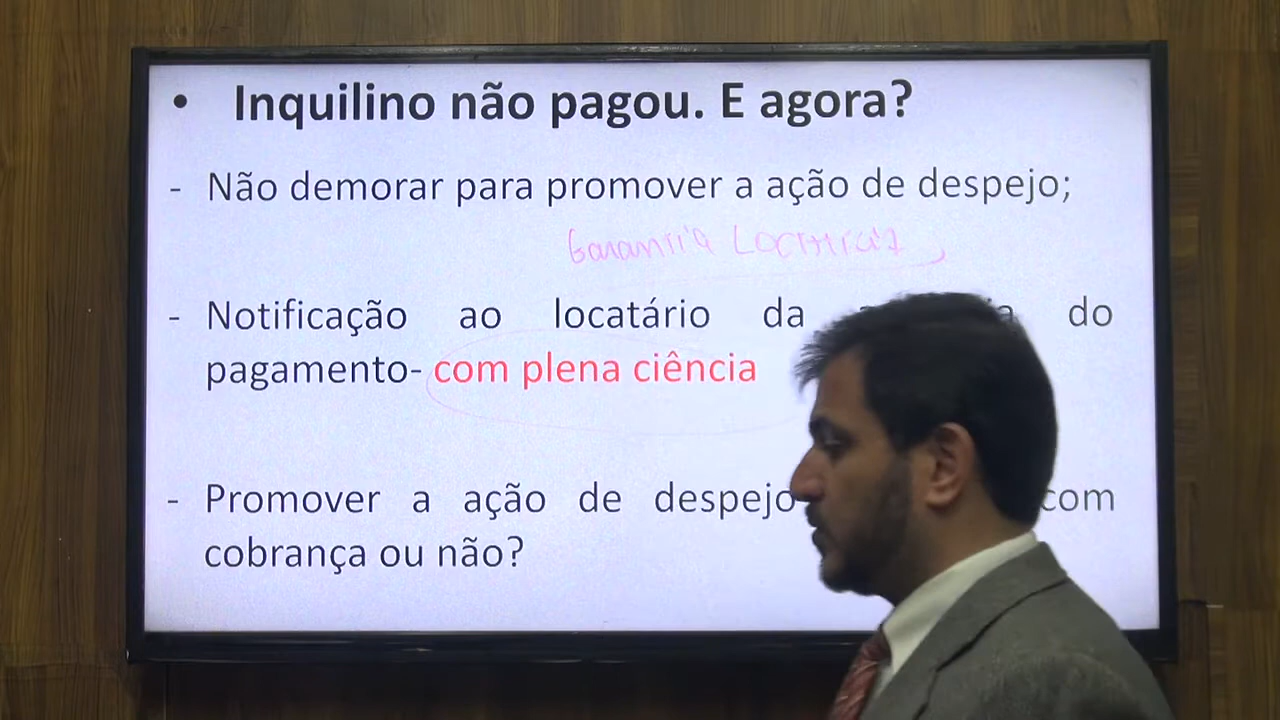 • Inquilino não pagou. E agora?
- Não demorar para promover a ação de despejo;
Garantia Locatícia
- Notificação ao locatário da do
pagamento- com plena ciência
- Promover a ação de despejo com
cobrança ou não?